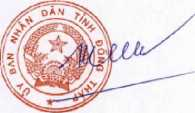 ỦY BAN NHÂN DÂN TỈNH ĐỒNG THÁP